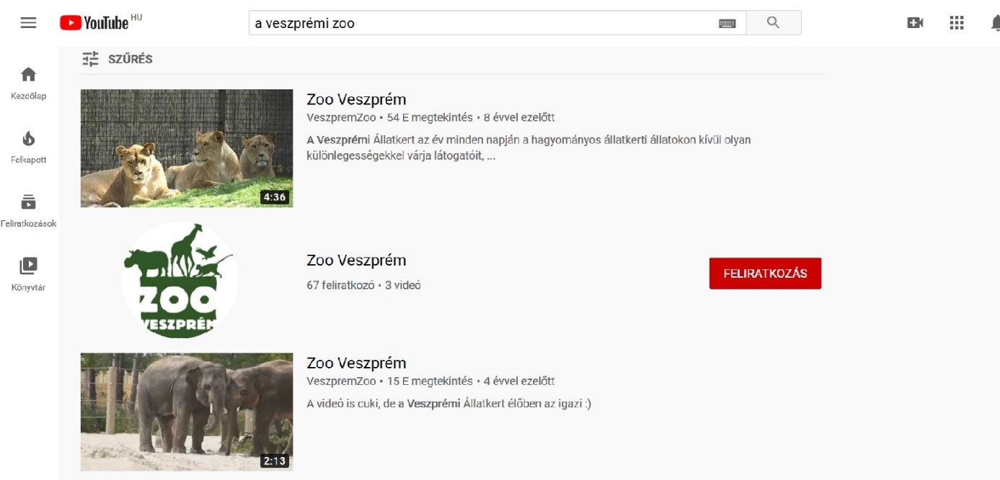 YouTube HU
a veszprémi zoo
SZŰRÉS
Kezdőlap
Felkapott
Feliratkozások
Könyvtár
Zoo Veszprém
VeszpremZoo • 54 E megtekintés • 8 évvel ezelőtt
A Veszprémi Állatkert az év minden napján a hagyományos állatkerti állatokon kívül olyan
különlegességekkel várja látogatóit, ...
4:36
ZOO
VESZPRÉM
Zoo Veszprém
67 feliratkozó • 3 videó
FELIRATKOZÁS
Zoo Veszprém
VeszpremZoo • 15 E megtekintés • 4 évvel ezelőtt
A videó is cuki, de a Veszprémi Állatkert élőben az igazi :)
2:13